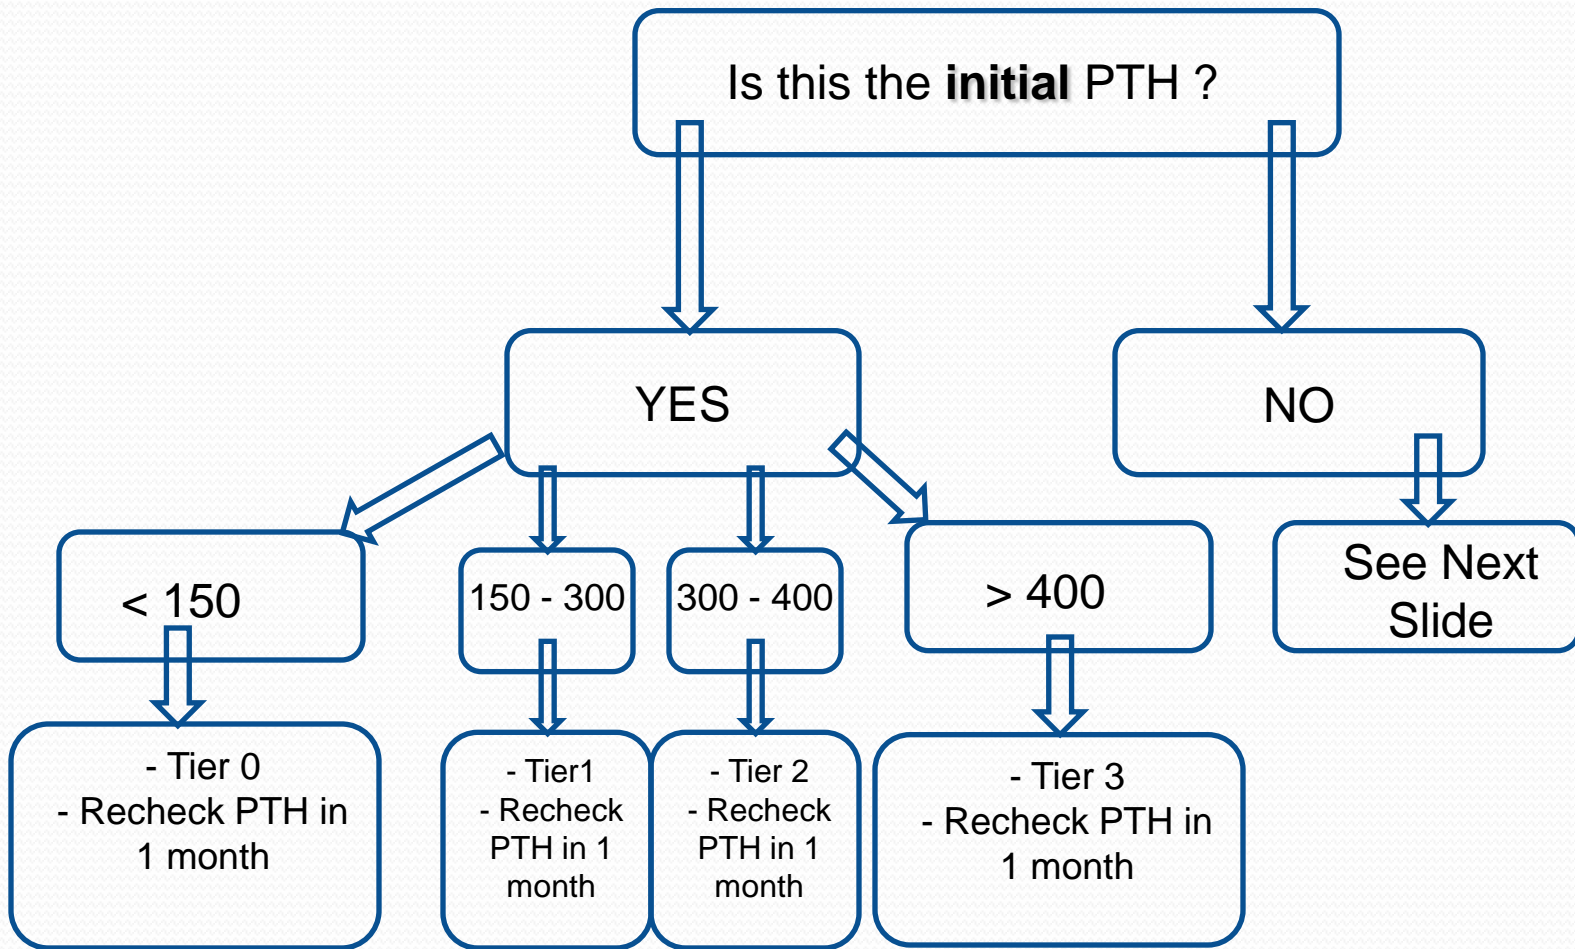 Is this the initial PTH ?
YES
NO
< 150
150 - 300
300 - 400
> 400
See Next
Slide
- Tier 0
- Recheck PTH in
1 month
- Tier1
- Recheck
PTH in 1
month
- Tier 2
- Recheck
PTH in 1
month
- Tier 3
- Recheck PTH in
1 month